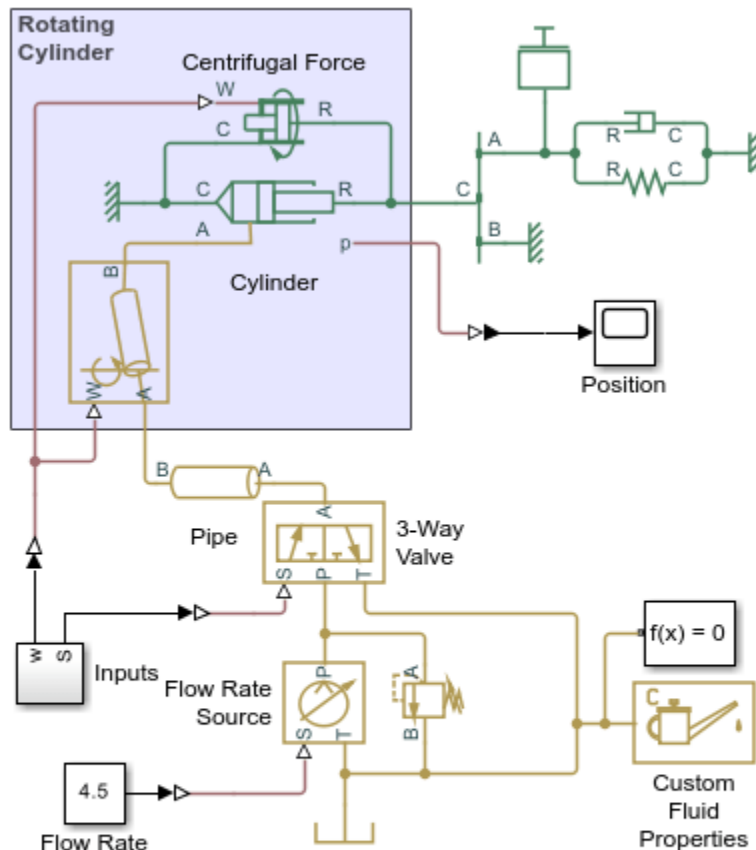 Rotating
Cylinder
Centrifugal Force
W
R
C
A
R
C
C
R
C
R
C
B
A
p
B
Cylinder
W
A
Position
B
A
A
Pipe
3-Way
Valve
S
P
T
w
S
Inputs
f(x) = 0
P
A
Flow Rate
Source
C
S
T
B
4.5
Custom
Fluid
Properties
Flow Rate